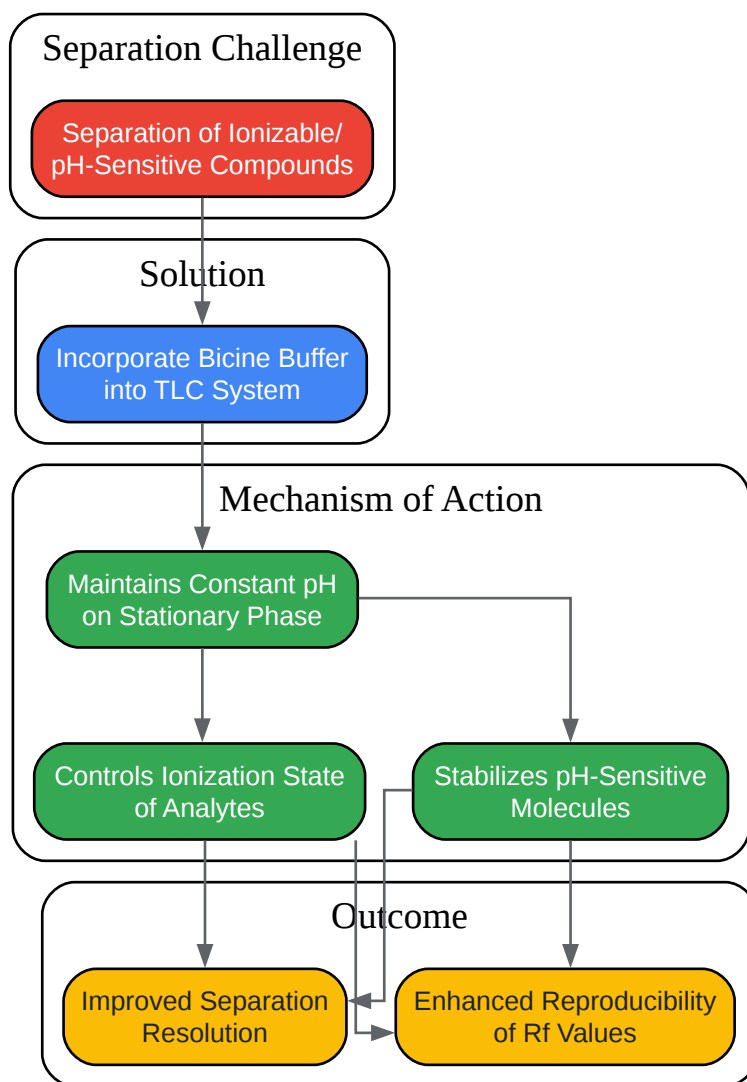 Separation Challenge
Separation of Ionizable/
pH-Sensitive Compounds
Solution
Incorporate Bicine Buffer
into TLC System
Mechanism of Action
Maintains Constant pH
on Stationary Phase
Controls Ionization State
of Analytes
Stabilizes pH-Sensitive
Molecules
Outcome
Improved Separation
Resolution
Enhanced Reproducibility
of Rf Values